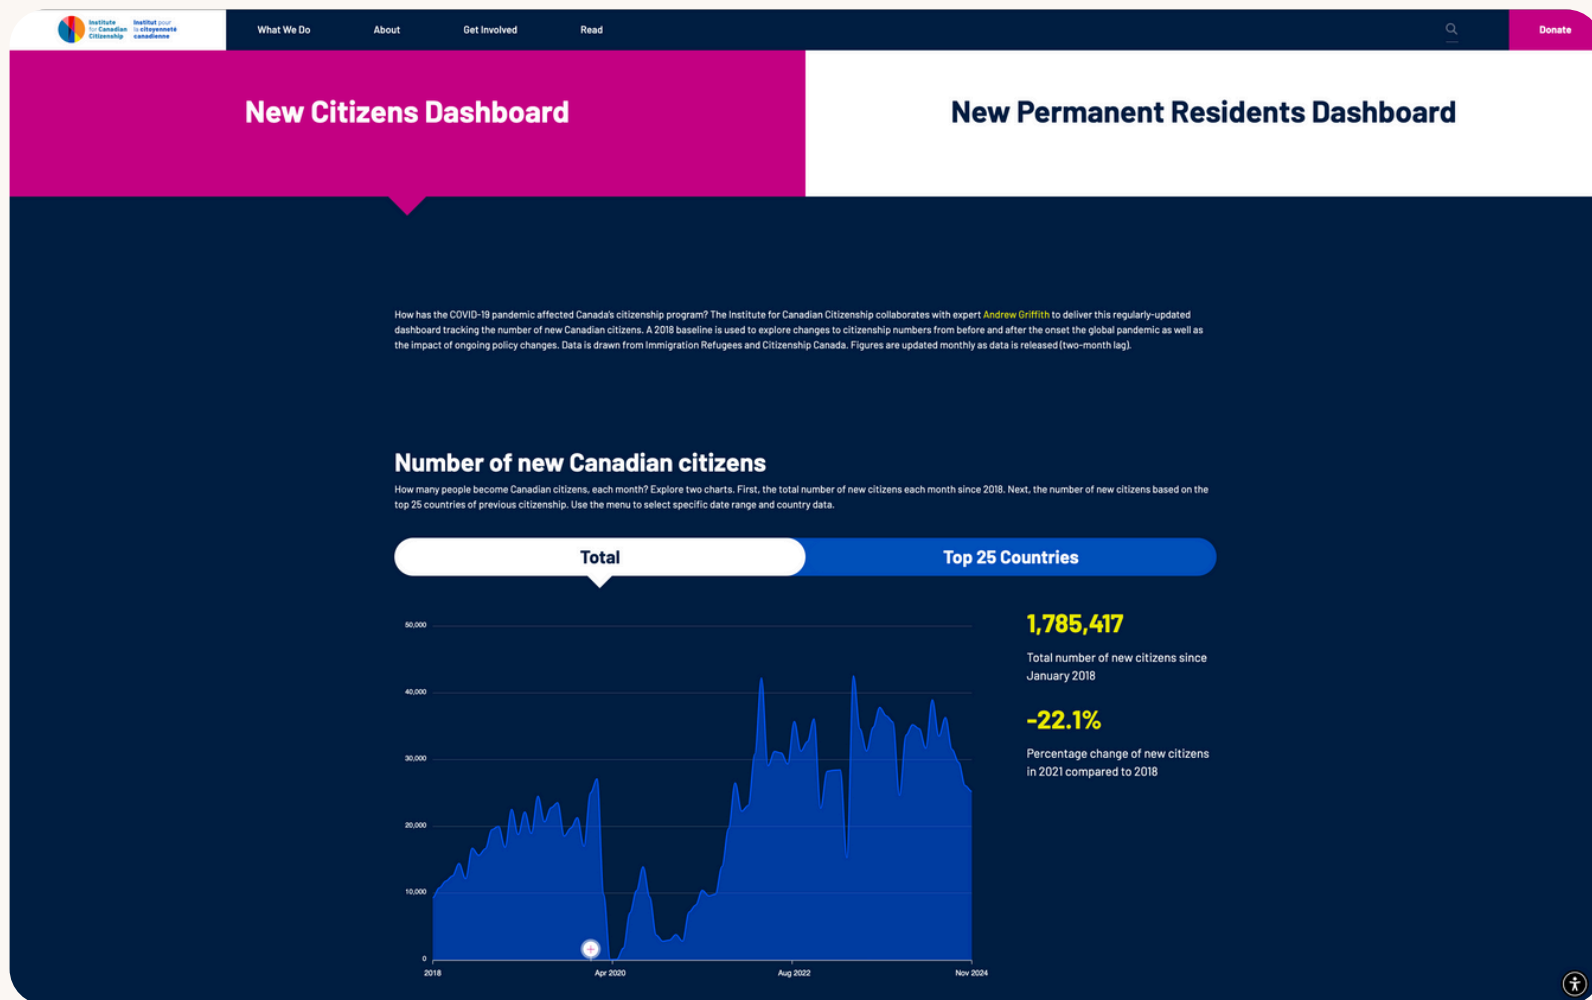 Institute
for Canadian
Citizenship
Institut pour
la citoyenneté
canadienne
What We Do
About
Get Involved
Read
Donate
New Citizens Dashboard
New Permanent Residents Dashboard
How has the COVID-19 pandemic affected Canada's citizenship program? The Institute for Canadian Citizenship collaborates with expert Andrew Griffith to deliver this regularly-updated
dashboard tracking the number of new Canadian citizens. A 2018 baseline is used to explore changes to citizenship numbers from before and after the onset the global pandemic as well as
the impact of ongoing policy changes. Data is drawn from Immigration Refugees and Citizenship Canada. Figures are updated monthly as data is released (two-month lag).
Number of new Canadian citizens
How many people become Canadian citizens, each month? Explore two charts. First, the total number of new citizens each month since 2018. Next, the number of new citizens based on the
top 25 countries of previous citizenship. Use the menu to select specific date range and country data.
Total
Top 25 Countries
50,000
40,000
30,000
20,000
10,000
0
2018
Apr 2020
Aug 2022
Nov 2024
1,785,417
Total number of new citizens since
January 2018
-22.1%
Percentage change of new citizens
in 2021 compared to 2018